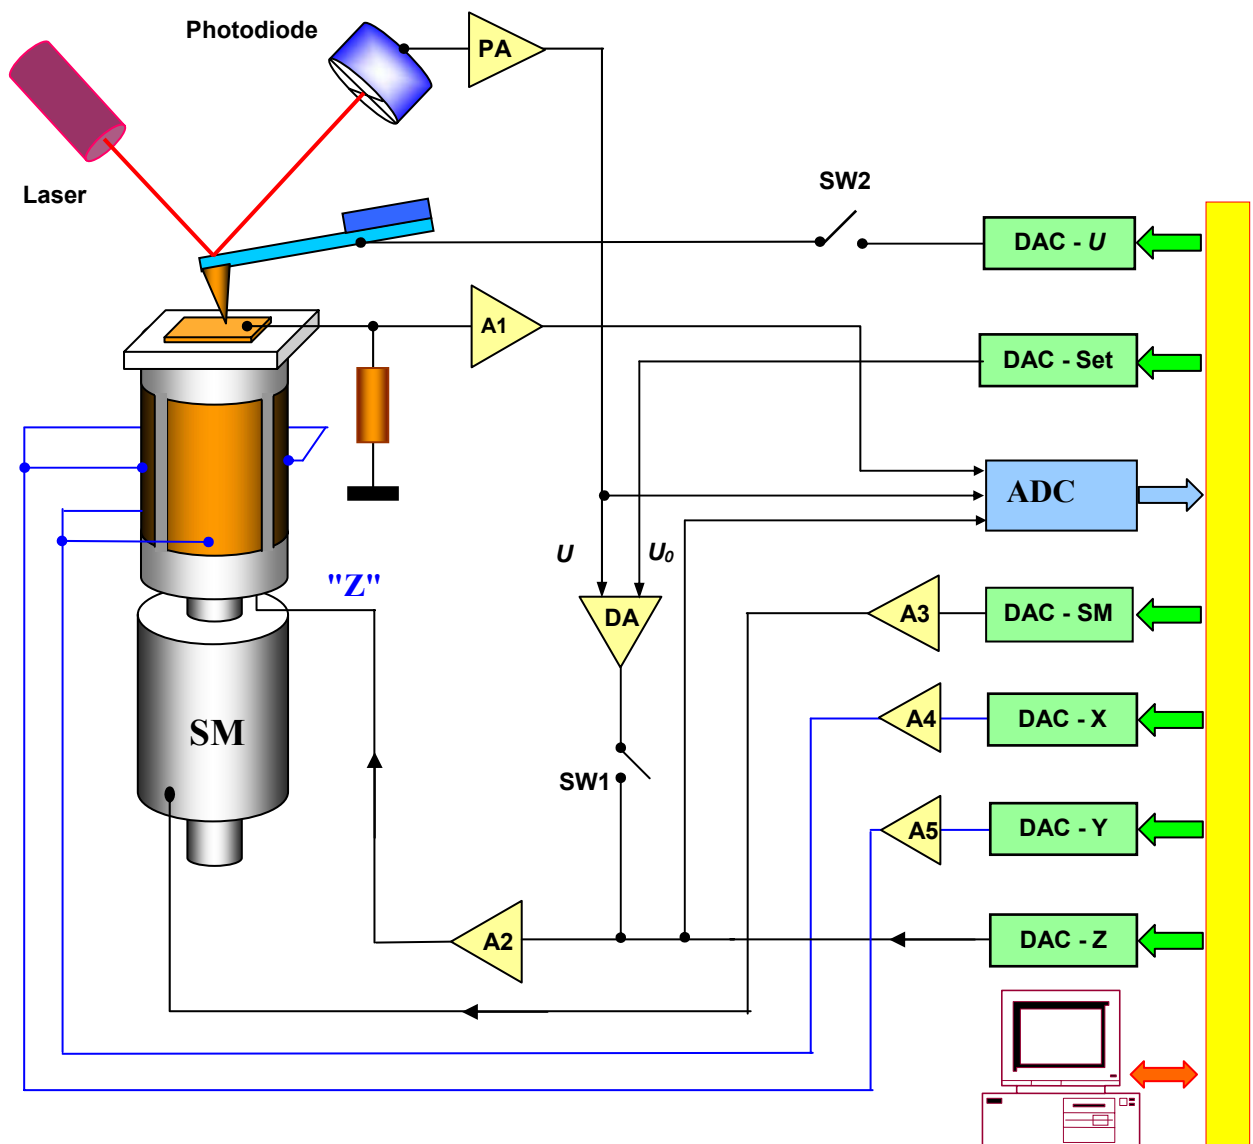 Photodiode
PA
Laser
SW2
DAC - U
A1
DAC - Set
ADC
U
U0
"Z"
DA
A3
DAC - SM
SM
A4
DAC - X
SW1
A5
DAC - Y
A2
DAC - Z